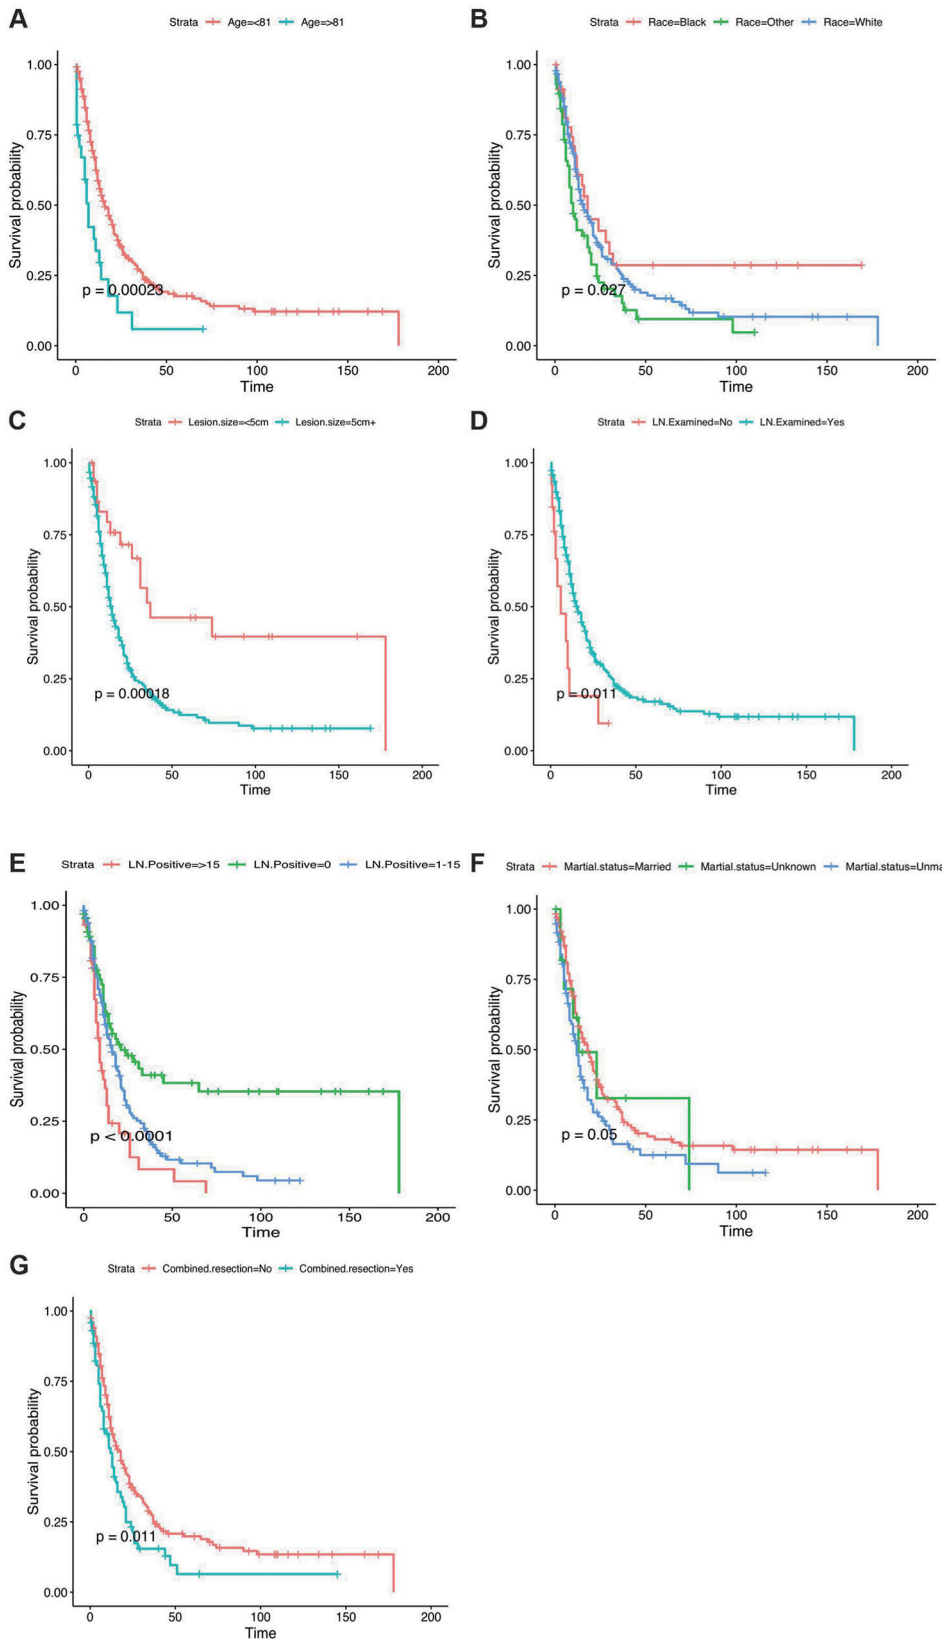 A
Strata Age=<81 Age=>81
1.00
0.75
0.50
0.25
0.00
Survival probability
p = 0.00023
0 50 100 150 200
Time
B
Strata Race=Black Race=Other Race=White
1.00
0.75
0.50
0.25
0.00
Survival probability
p = 0.027
0 50 100 150 200
Time
C
Strata Lesion.size=<5cm Lesion.size=5cm+
1.00
0.75
0.50
0.25
0.00
Survival probability
p = 0.00018
0 50 100 150 200
Time
D
Strata LN.Examined=No LN.Examined=Yes
1.00
0.75
0.50
0.25
0.00
Survival probability
p = 0.011
0 50 100 150 200
Time
E
Strata LN.Positive=>15 LN.Positive=0 LN.Positive=1-15
1.00
0.75
0.50
0.25
0.00
Survival probability
p < 0.0001
0 50 100 150 200
Time
F
Strata Martial.status=Married Martial.status=Unknown Martial.status=Unma
1.00
0.75
0.50
0.25
0.00
Survival probability
p = 0.05
0 50 100 150 200
Time
G
Strata Combined.resection=No Combined.resection=Yes
1.00
0.75
0.50
0.25
0.00
Survival probability
p = 0.011
0 50 100 150 200
Time